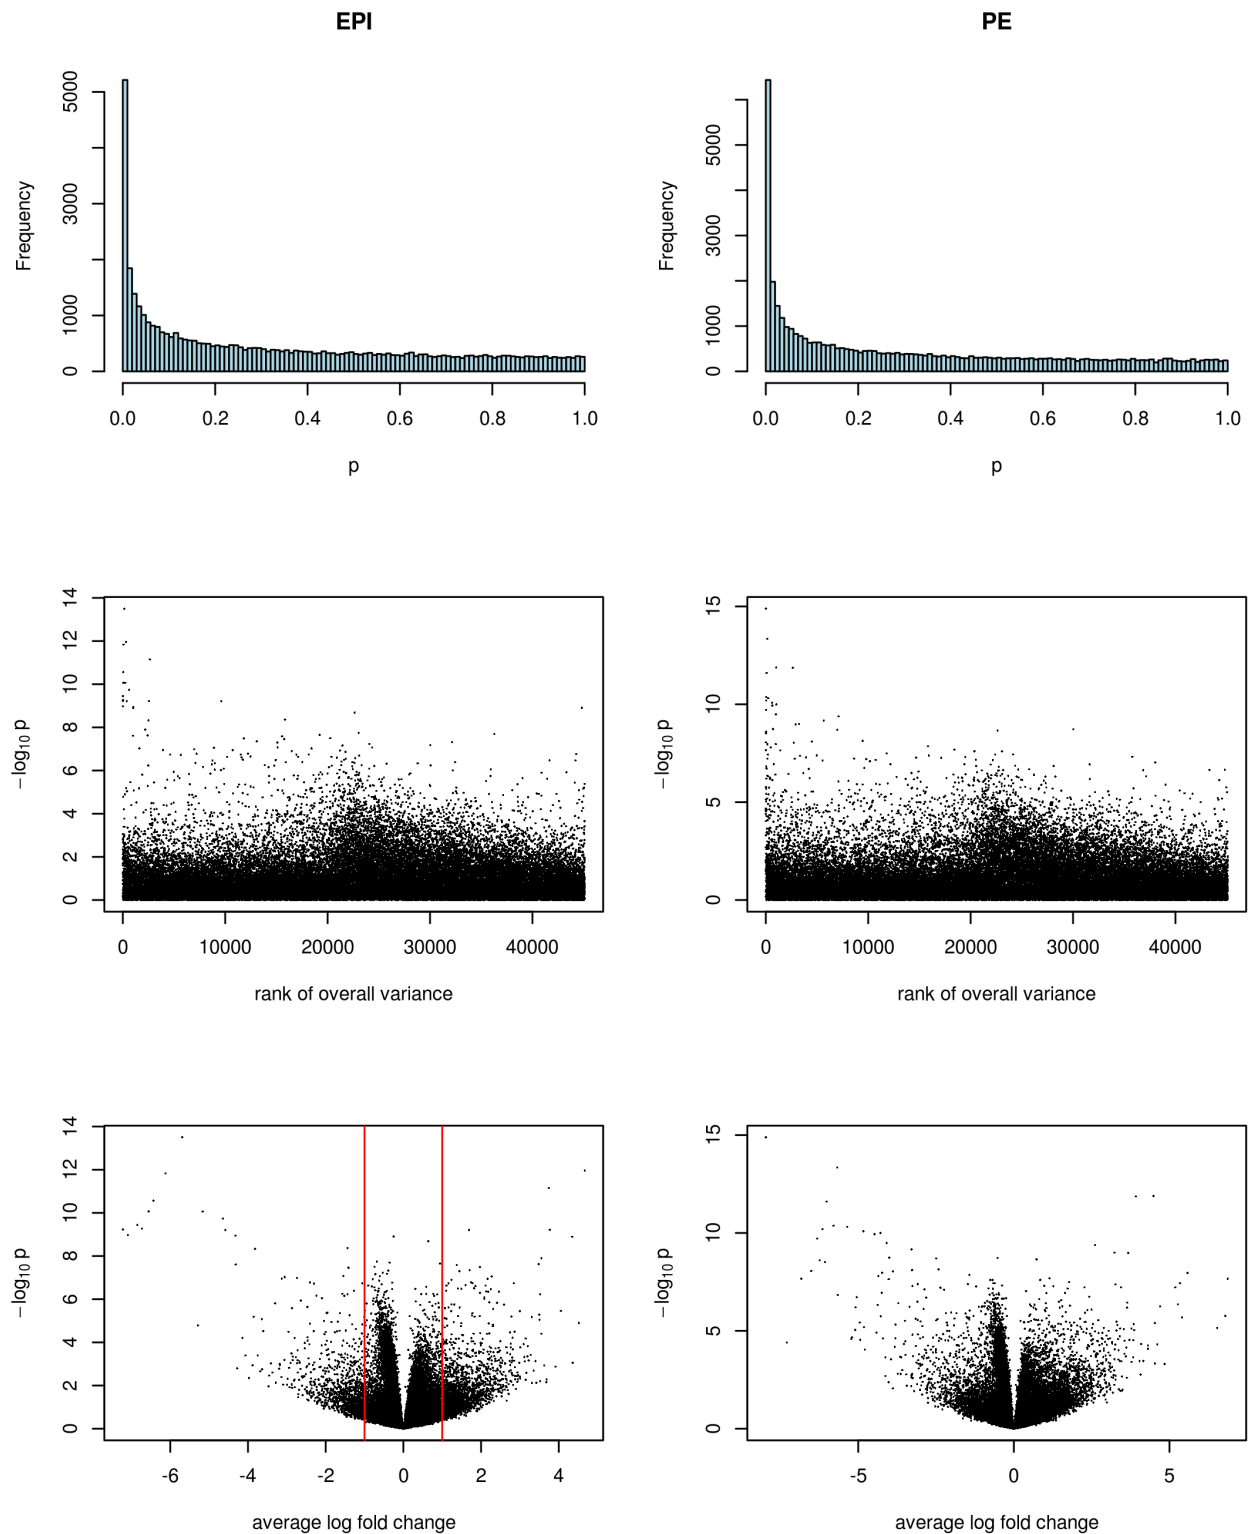 EPI
PE
5000
3000
1000
0
Frequency
0.0 0.2 0.4 0.6 0.8 1.0
p
5000
3000
1000
0
Frequency
0.0 0.2 0.4 0.6 0.8 1.0
p
14
12
10
8
6
4
2
0
−log10 p
0 10000 20000 30000 40000
rank of overall variance
15
10
5
0
−log10 p
0 10000 20000 30000 40000
rank of overall variance
14
12
10
8
6
4
2
0
−log10 p
-6 -4 -2 0 2 4
average log fold change
15
10
5
0
−log10 p
-5 0 5
average log fold change